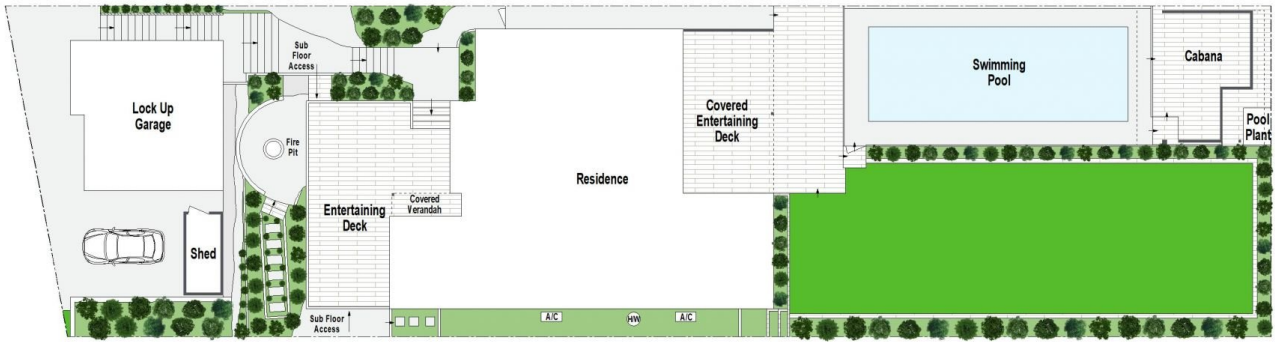 Sub
Floor
Access
Lock Up
Garage
Fire
Pit
Entertaining
Deck
Covered
Verandah
Shed
Sub Floor
Access
Residence
A/C
H/W
A/C
Covered
Entertaining
Deck
Swimming
Pool
Cabana
Pool
Plant